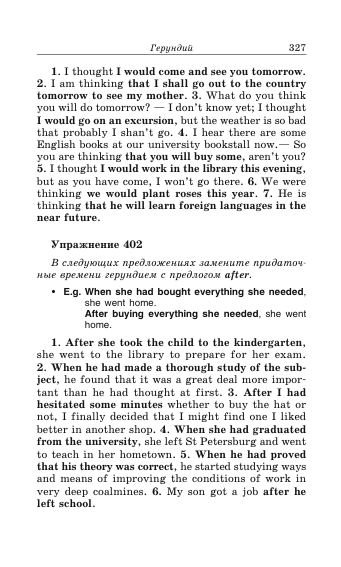 Герундий 327
1. I thought I would come and see you tomorrow.
2. I am thinking that I shall go out to the country
tomorrow to see my mother. 3. What do you think
you will do tomorrow? — I don't know yet; I thought
I would go on an excursion, but the weather is so bad
that probably I shan't go. 4. I hear there are some
English books at our university bookstall now.— So
you are thinking that you will buy some, aren't you?
5. I thought I would work in the library this evening,
but as you have come, I won't go there. 6. We were
thinking we would plant roses this year. 7. He is
thinking that he will learn foreign languages in the
near future.
Упражнение 402
В следующих предложениях замените придаточ-
ные времени герундием с предлогом after.
• E.g. When she had bought everything she needed,
she went home.
After buying everything she needed, she went
home.
1. After she took the child to the kindergarten,
she went to the library to prepare for her exam.
2. When he had made a thorough study of the sub-
ject, he found that it was a great deal more impor-
tant than he had thought at first. 3. After I had
hesitated some minutes whether to buy the hat or
not, I finally decided that I might find one I liked
better in another shop. 4. When she had graduated
from the university, she left St Petersburg and went
to teach in her hometown. 5. When he had proved
that his theory was correct, he started studying ways
and means of improving the conditions of work in
very deep coalmines. 6. My son got a job after he
left school.